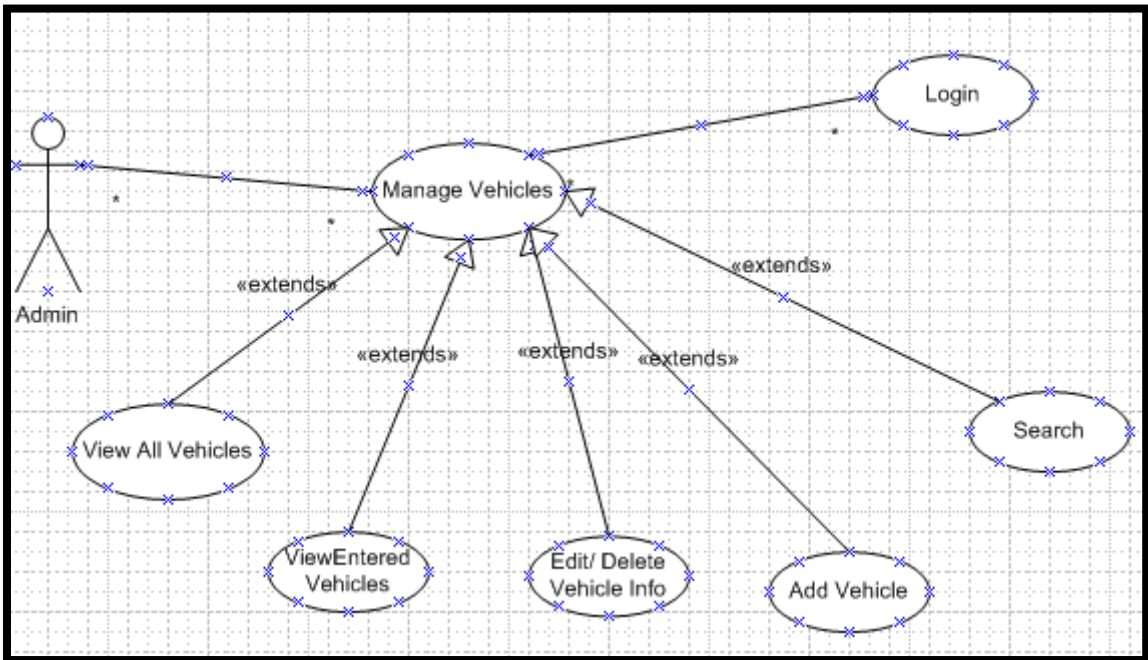 Login
*
Manage Vehicles
*
*
*
«extends»
«extends»
Admin
«extends»
«extends»
«extends»
Search
View All Vehicles
ViewEntered
Vehicles
Edit/ Delete
Vehicle Info
Add Vehicle